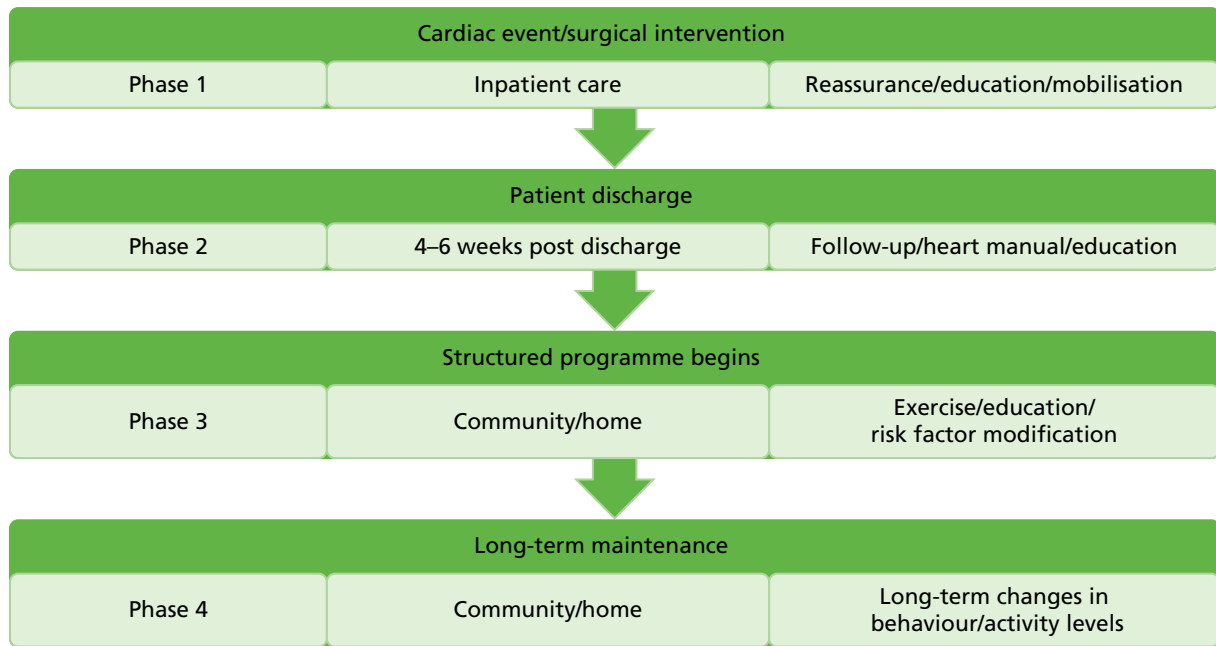 Cardiac event/surgical intervention
Phase 1
Inpatient care
Reassurance/education/mobilisation
Patient discharge
Phase 2
4–6 weeks post discharge
Follow-up/heart manual/education
Structured programme begins
Phase 3
Community/home
Exercise/education/
risk factor modification
Long-term maintenance
Phase 4
Community/home
Long-term changes in
behaviour/activity levels